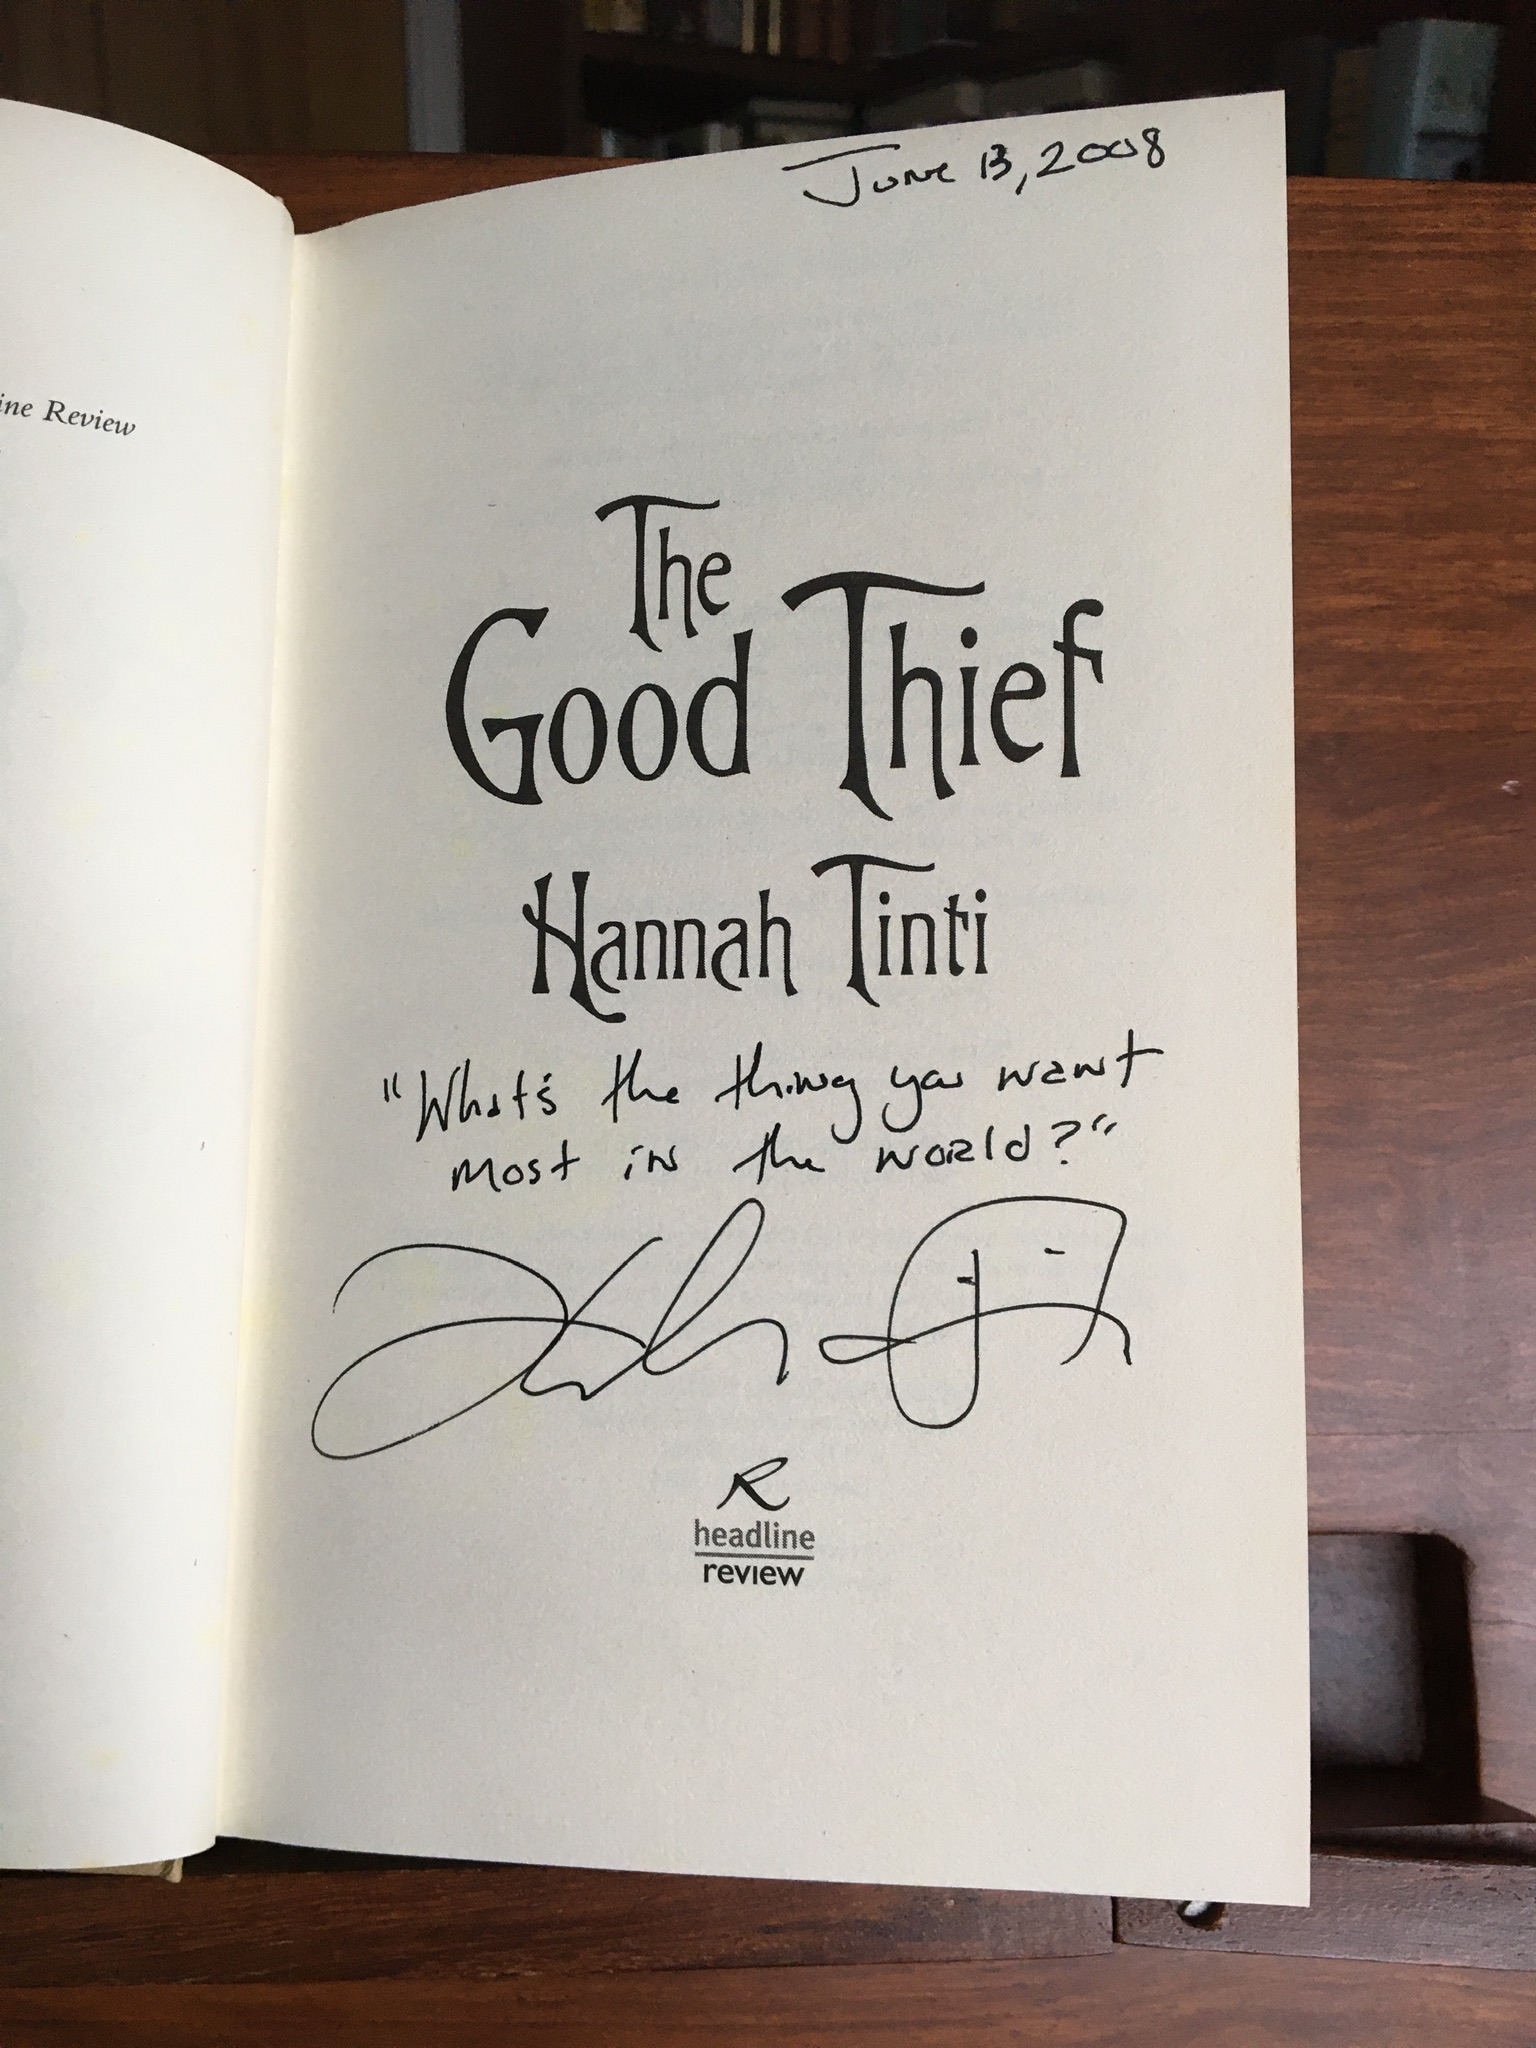 ine Review
June 13, 2008
The
Good Thief
Hannah Tinti
"What's the thing you want
most in the world?"
R
headline
review